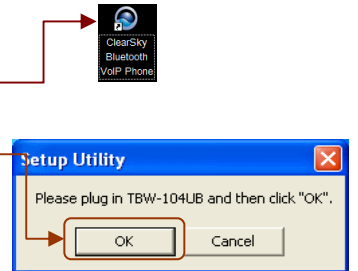 ClearSky
Bluetooth
VoIP Phone
Setup Utility
Please plug in TBW-104UB and then click "OK".
OK
Cancel